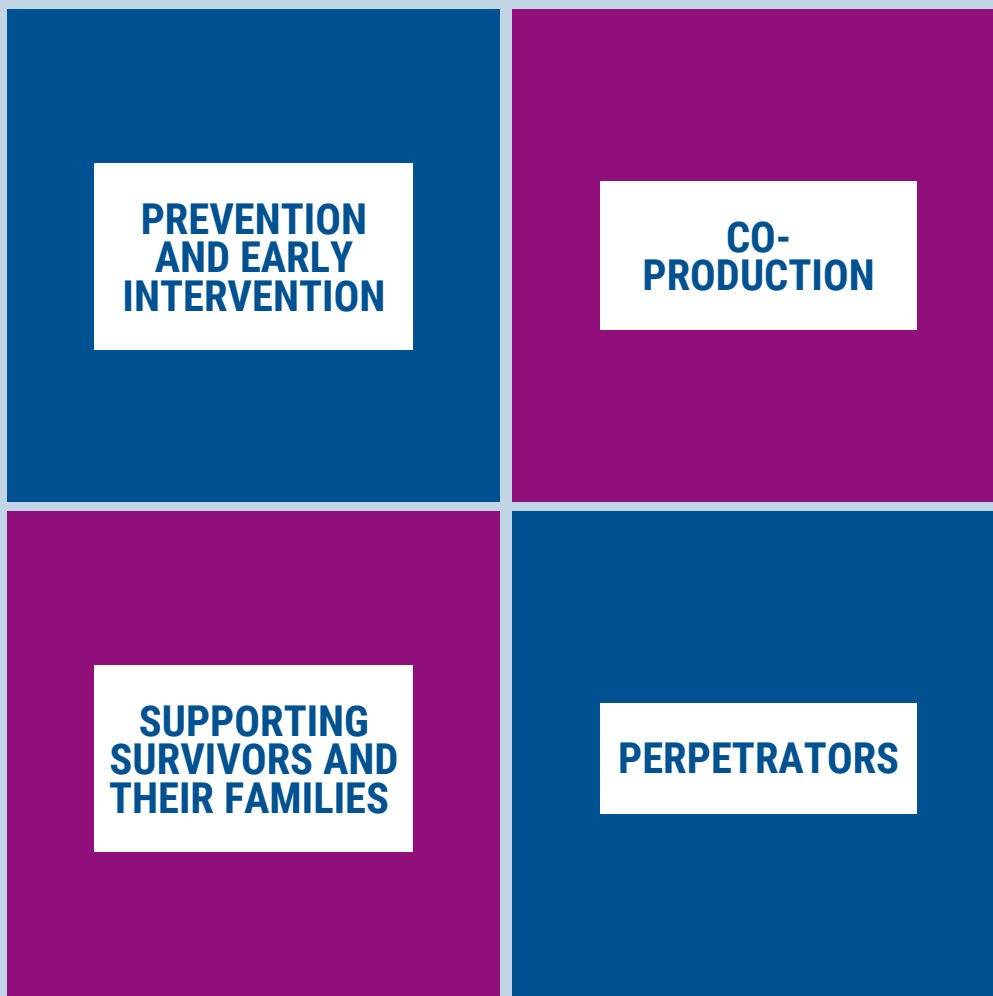 PREVENTION
AND EARLY
INTERVENTION
CO-
PRODUCTION
SUPPORTING
SURVIVORS AND
THEIR FAMILIES
PERPETRATORS